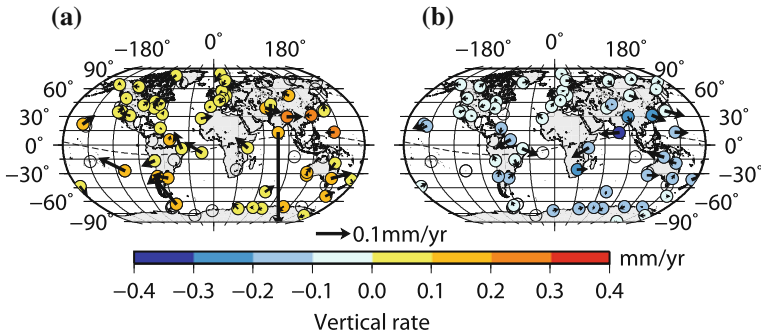 (a) (b)
−180° 0° 180° −180° 0° 180°
90° 90°
60° 60°
30° 30°
0° 0°
−30° −30°
−60° −60°
−90° −90°
0.1mm/yr
mm/yr
−0.4 −0.3 −0.2 −0.1 0.0 0.1 0.2 0.3 0.4
Vertical rate